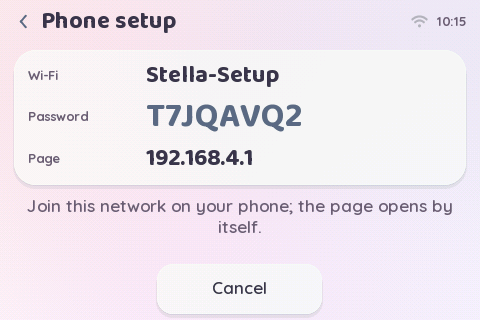 Phone setup
10:15
Wi-Fi Stella-Setup
Password T7JQAVQ2
Page 192.168.4.1
Join this network on your phone; the page opens by
itself.
Cancel